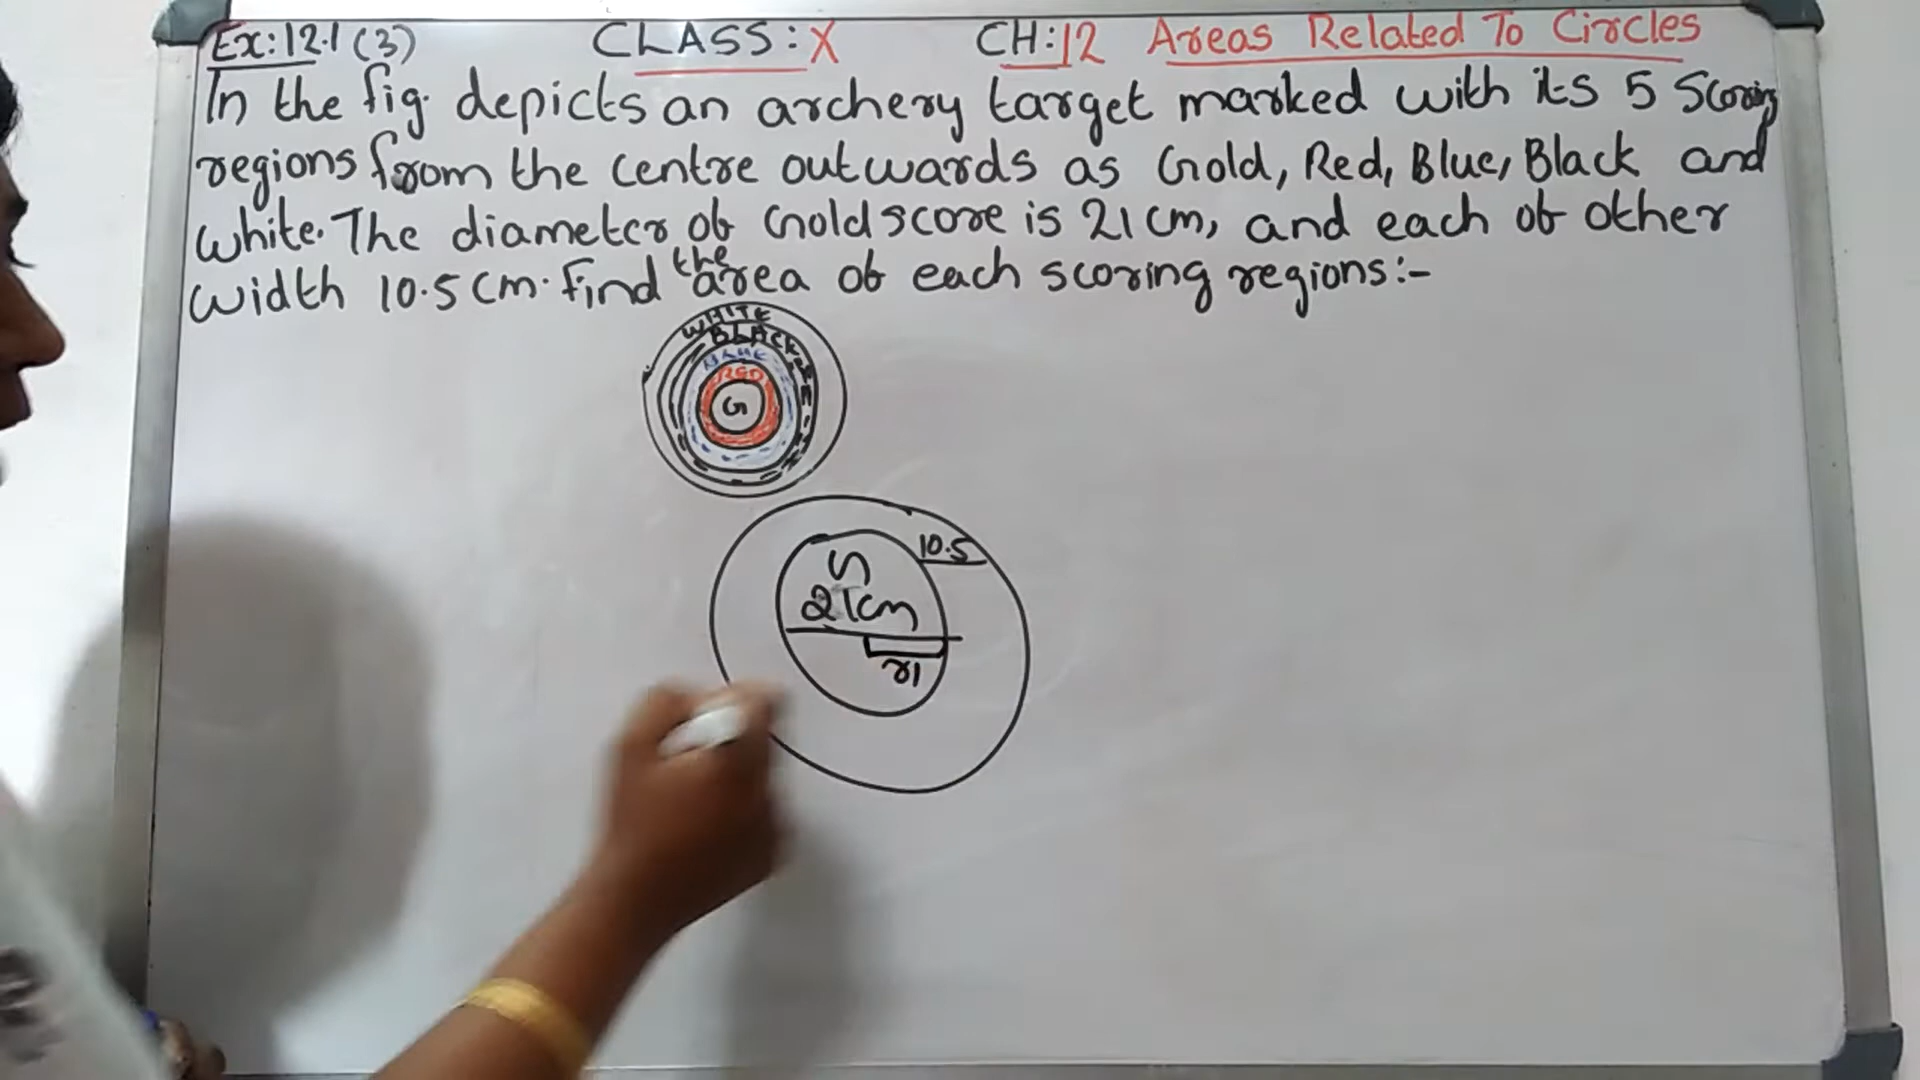 Ex:12.1 (3) CLASS: X CH:12 Areas Related To Circles
In the fig. depicts an archery target marked with its 5 Scoring
regions from the centre outwards as Gold, Red, Blue, Black and
White. The diameter of Gold score is 21 cm, and each of other
width 10.5 cm. Find the area of each scoring regions:-
WHITE
BLACK
BLUE
RED
G
10.5
G
21cm
r1